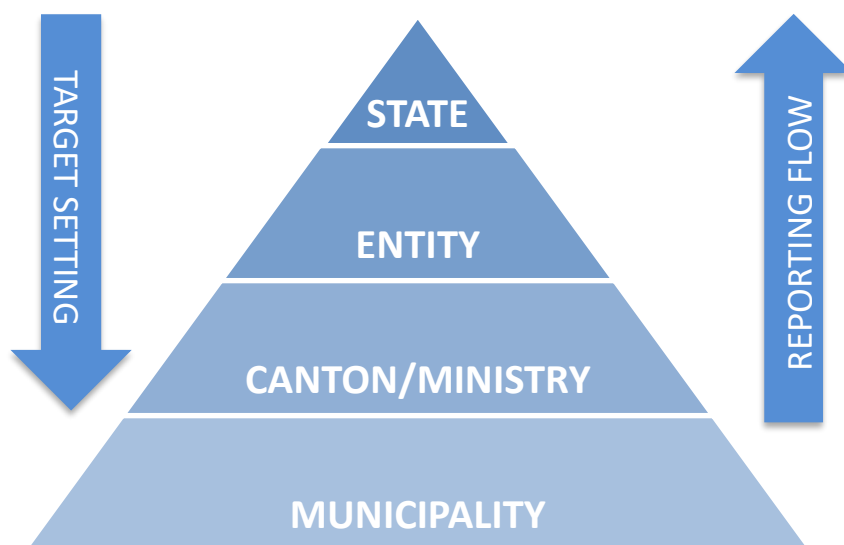 TARGET SETTING
STATE
ENTITY
CANTON/MINISTRY
MUNICIPALITY
REPORTING FLOW